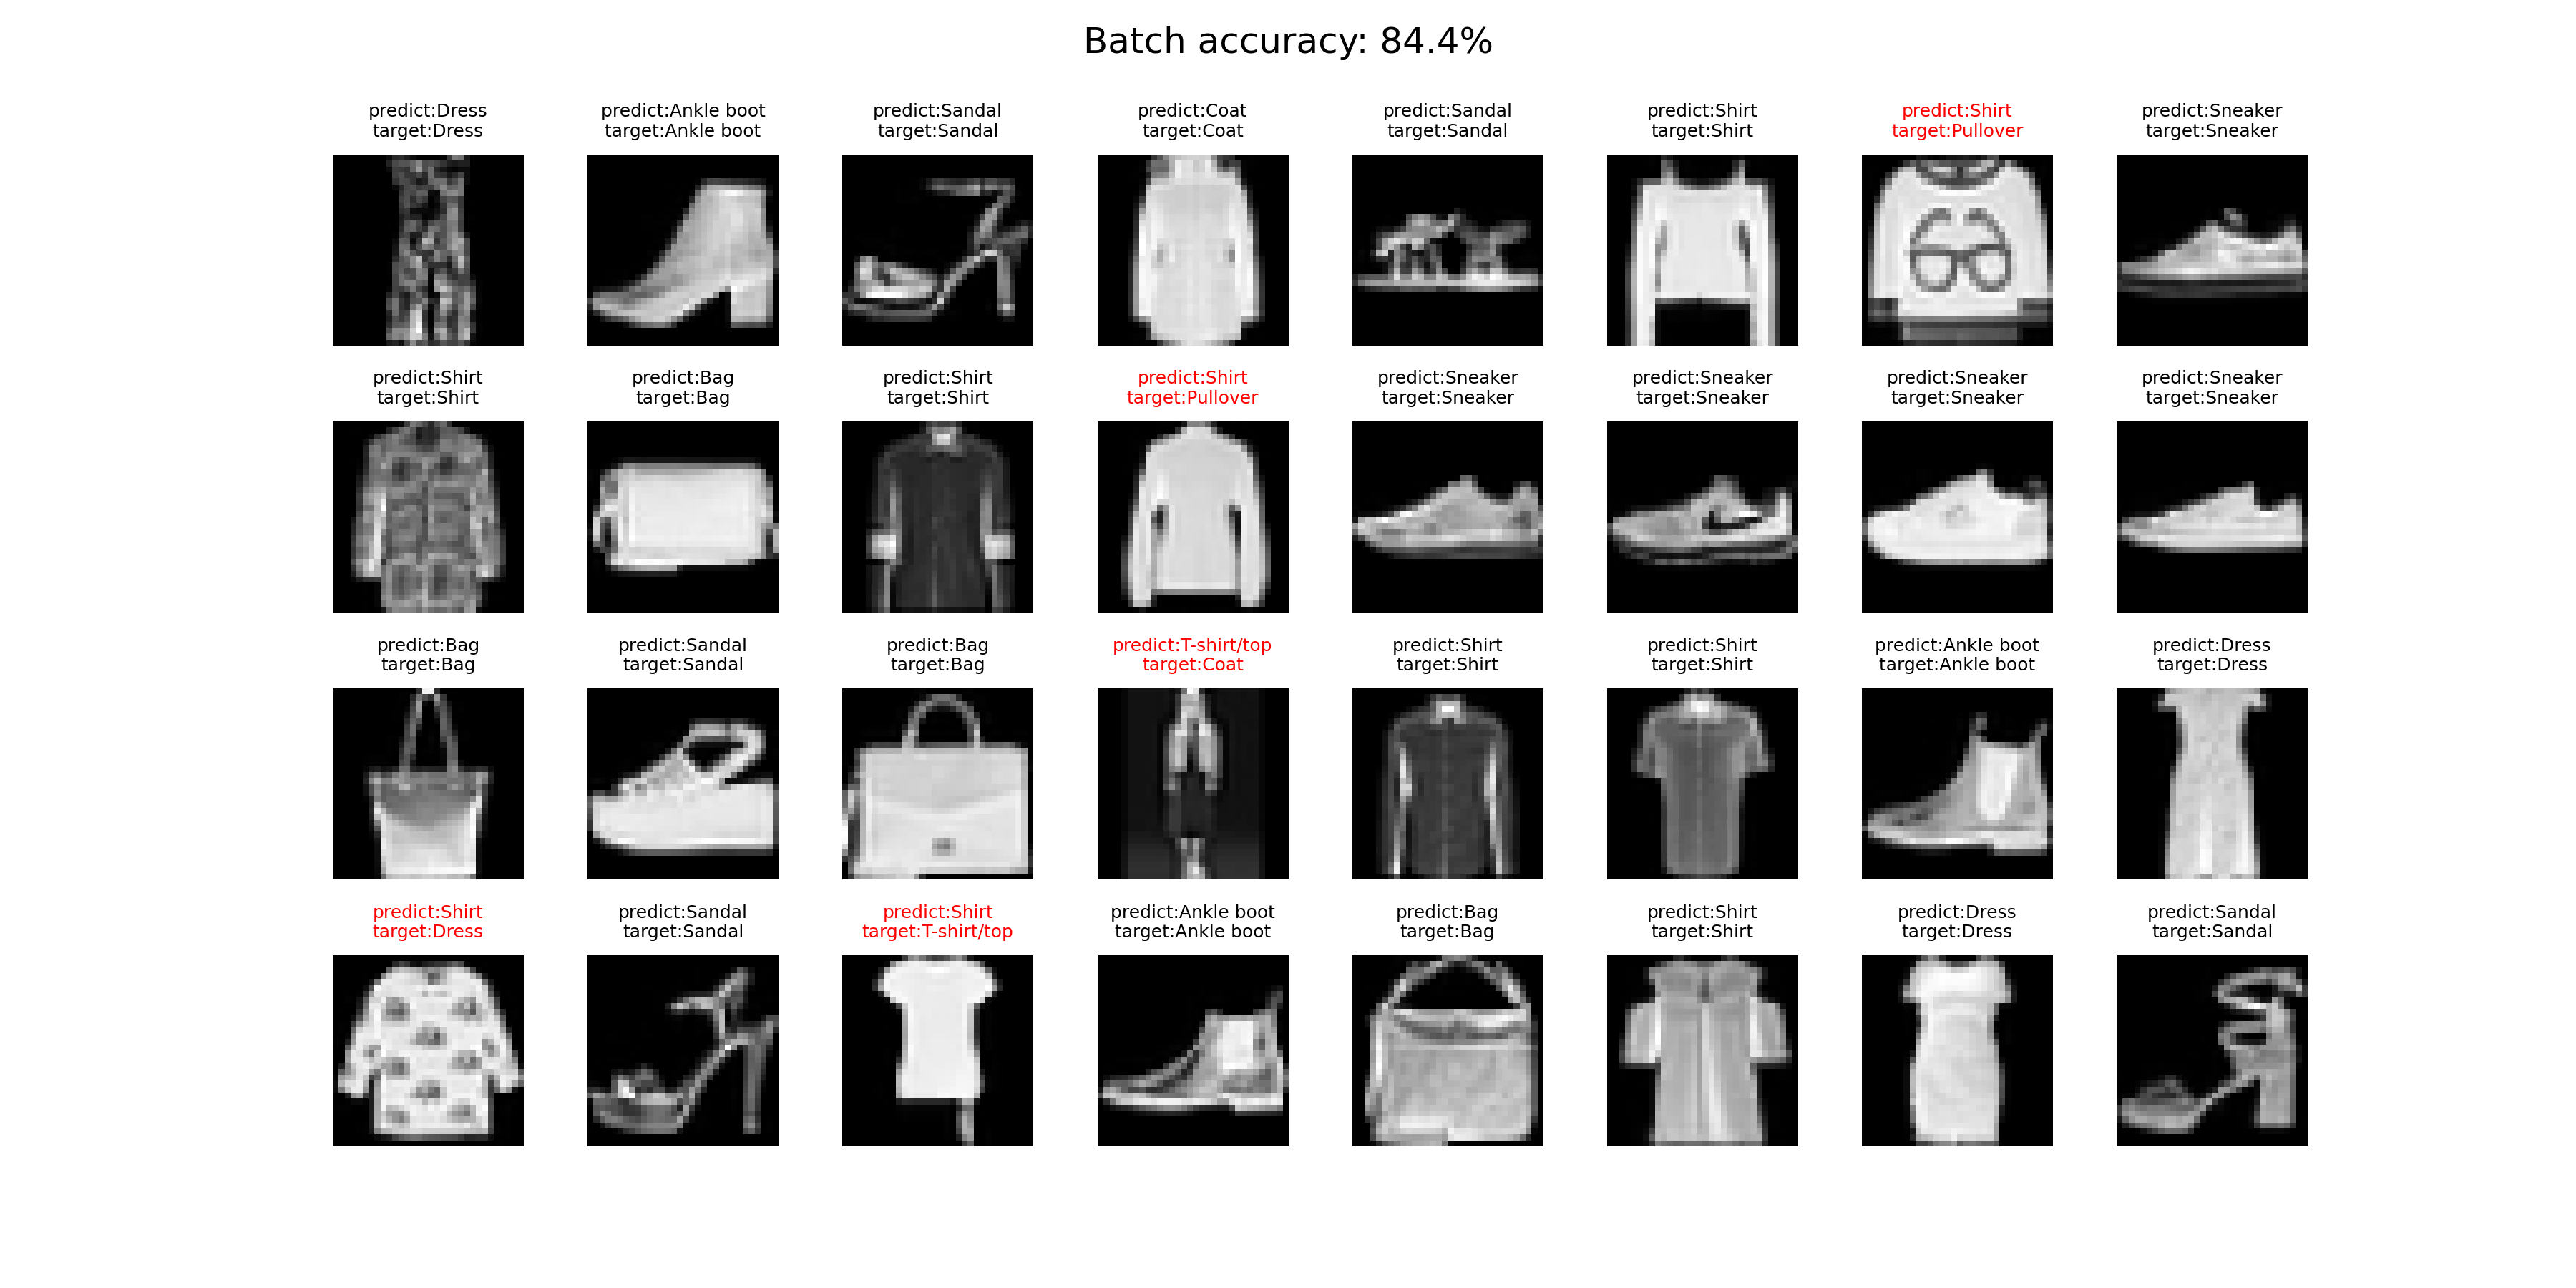 Batch accuracy: 84.4%
predict:Dress
target:Dress
predict:Ankle boot
target:Ankle boot
predict:Sandal
target:Sandal
predict:Coat
target:Coat
predict:Sandal
target:Sandal
predict:Shirt
target:Shirt
predict:Shirt
target:Pullover
predict:Sneaker
target:Sneaker
predict:Shirt
target:Shirt
predict:Bag
target:Bag
predict:Shirt
target:Shirt
predict:Shirt
target:Pullover
predict:Sneaker
target:Sneaker
predict:Sneaker
target:Sneaker
predict:Sneaker
target:Sneaker
predict:Sneaker
target:Sneaker
predict:Bag
target:Bag
predict:Sandal
target:Sandal
predict:Bag
target:Bag
predict:T-shirt/top
target:Coat
predict:Shirt
target:Shirt
predict:Shirt
target:Shirt
predict:Ankle boot
target:Ankle boot
predict:Dress
target:Dress
predict:Shirt
target:Dress
predict:Sandal
target:Sandal
predict:Shirt
target:T-shirt/top
predict:Ankle boot
target:Ankle boot
predict:Bag
target:Bag
predict:Shirt
target:Shirt
predict:Dress
target:Dress
predict:Sandal
target:Sandal